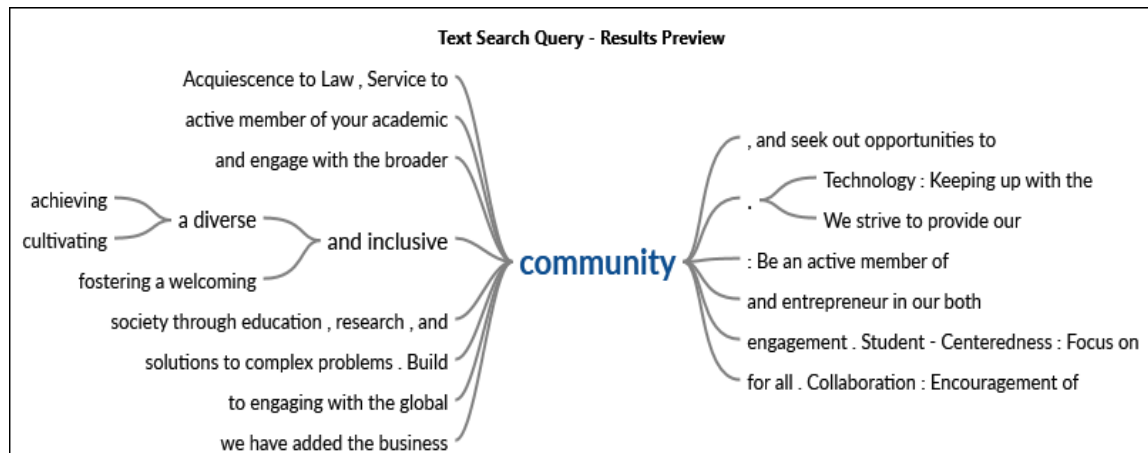 Text Search Query - Results Preview
Acquiescence to Law , Service to
active member of your academic
and engage with the broader
achieving
cultivating
a diverse
fostering a welcoming
and inclusive
society through education , research , and
solutions to complex problems . Build
to engaging with the global
we have added the business
community
, and seek out opportunities to
.
Technology : Keeping up with the
We strive to provide our
: Be an active member of
and entrepreneur in our both
engagement . Student - Centeredness : Focus on
for all . Collaboration : Encouragement of